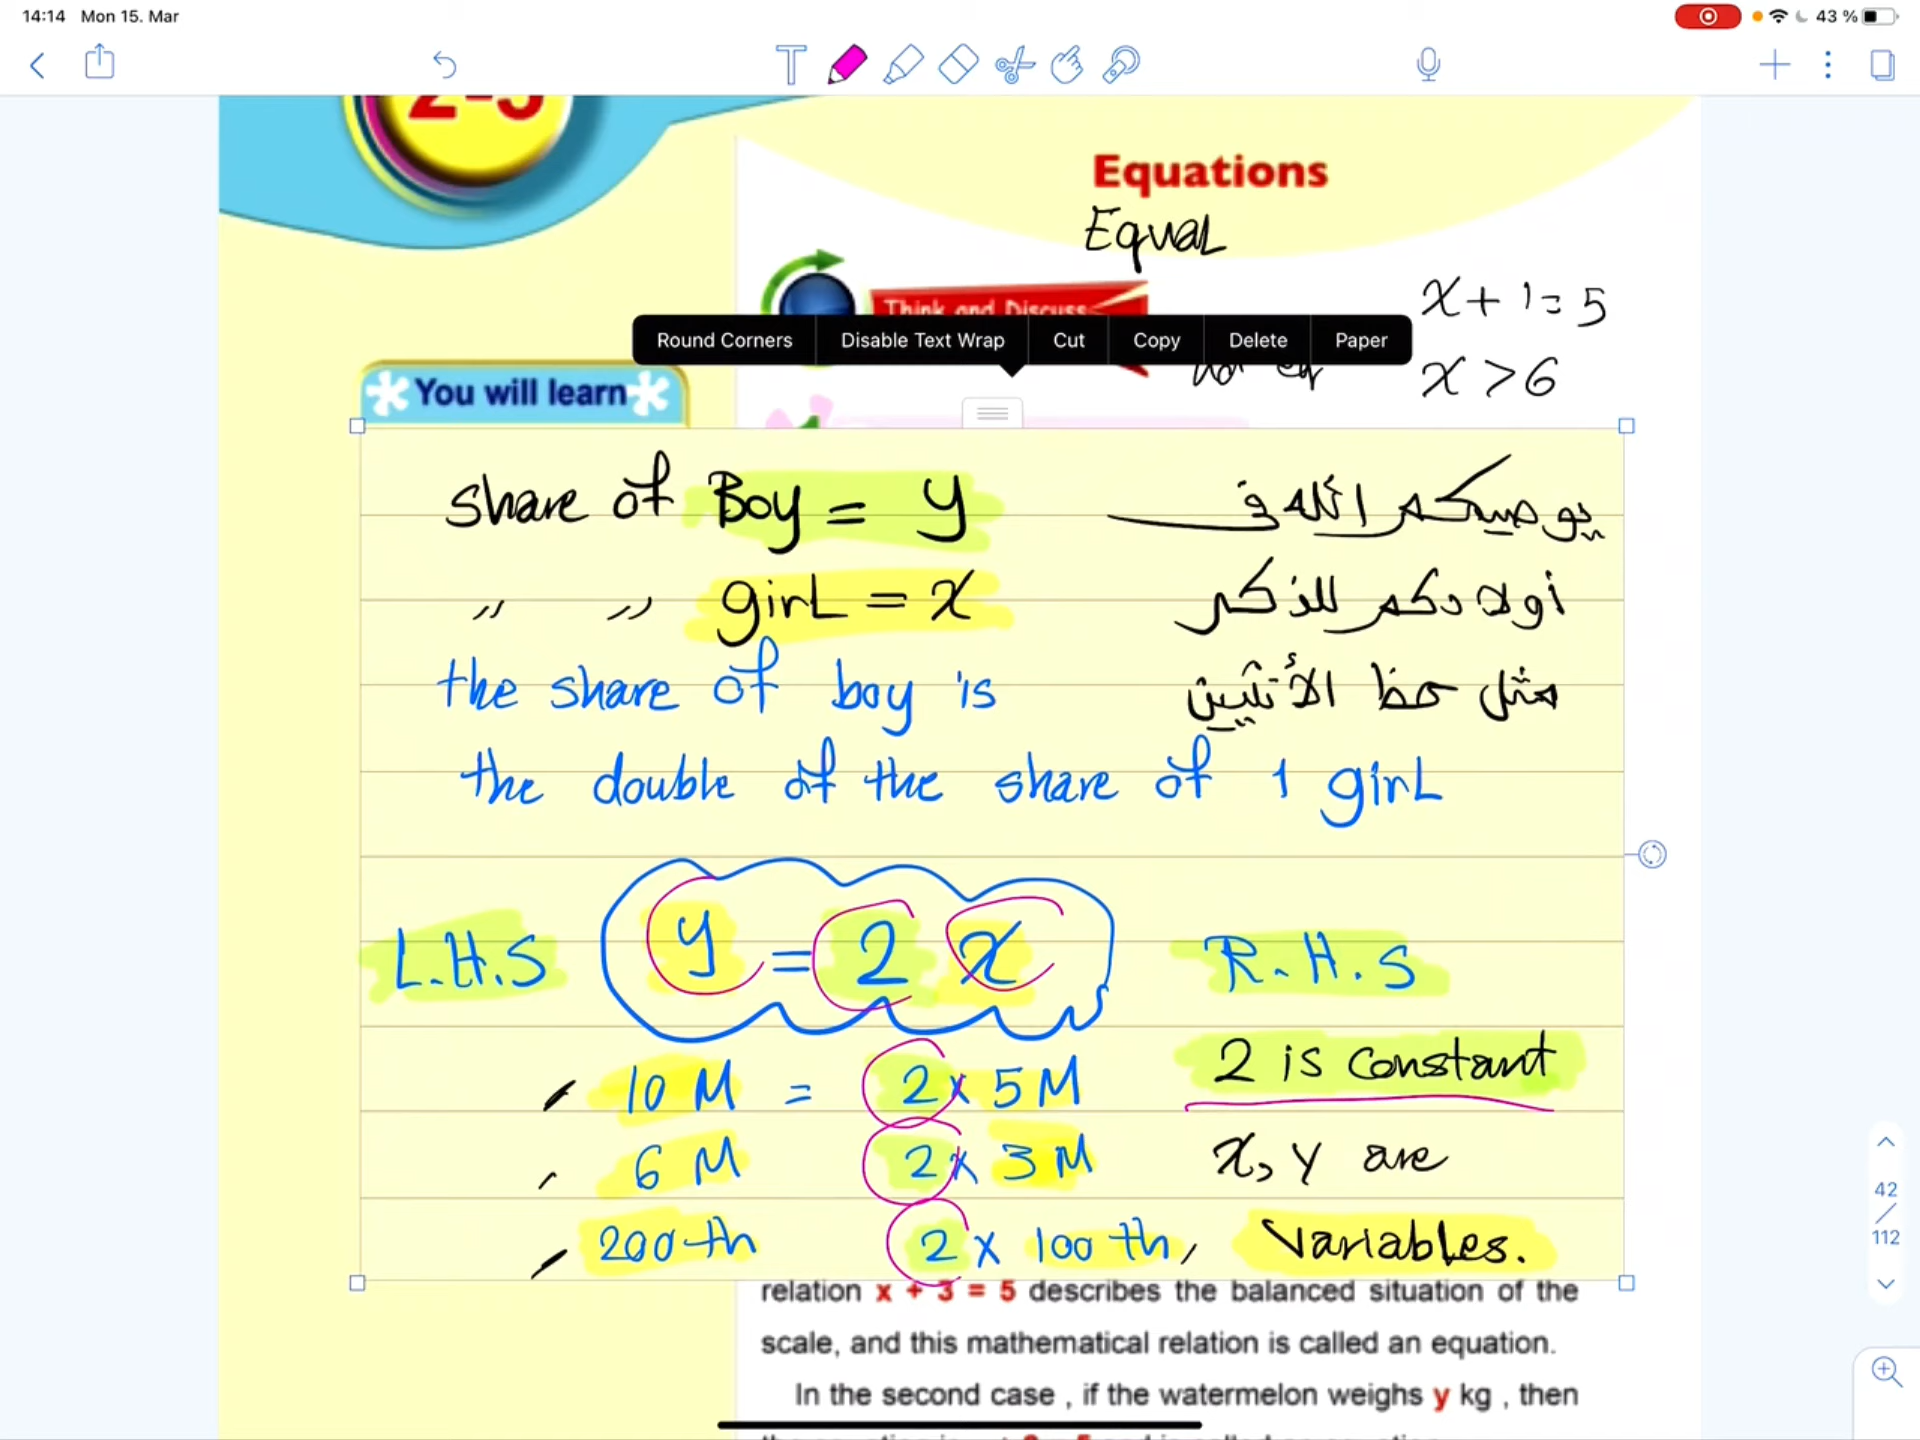 14:14 Mon 15. Mar 43 %
2-3
Equations
Equal
Think and Discuss
x + 1 = 5
Round Corners Disable Text Wrap Cut Copy Delete Paper
x > 6
You will learn
share of Boy = y
يوصيكم الله في
" " girl = x
أولادكم للذكر
the share of boy is
مثل حظ الأنثيين
the double of the share of 1 girl
L.H.S y = 2 x R.H.S
10 M = 2 x 5 M 2 is constant
6 M 2 x 3 M x, y are
200 th 2 x 100 th, Variables.
42
/
112
relation x + 3 = 5 describes the balanced situation of the
scale, and this mathematical relation is called an equation.
In the second case , if the watermelon weighs y kg , then